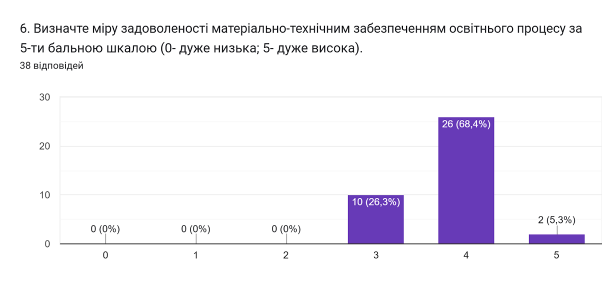 6. Визначте міру задоволеності матеріально-технічним забезпеченням освітнього процесу за
5-ти бальною шкалою (0- дуже низька; 5- дуже висока).
38 відповідей
30
20
10
0
0 (0%)
0 (0%)
0 (0%)
10 (26,3%)
26 (68,4%)
2 (5,3%)
0 1 2 3 4 5